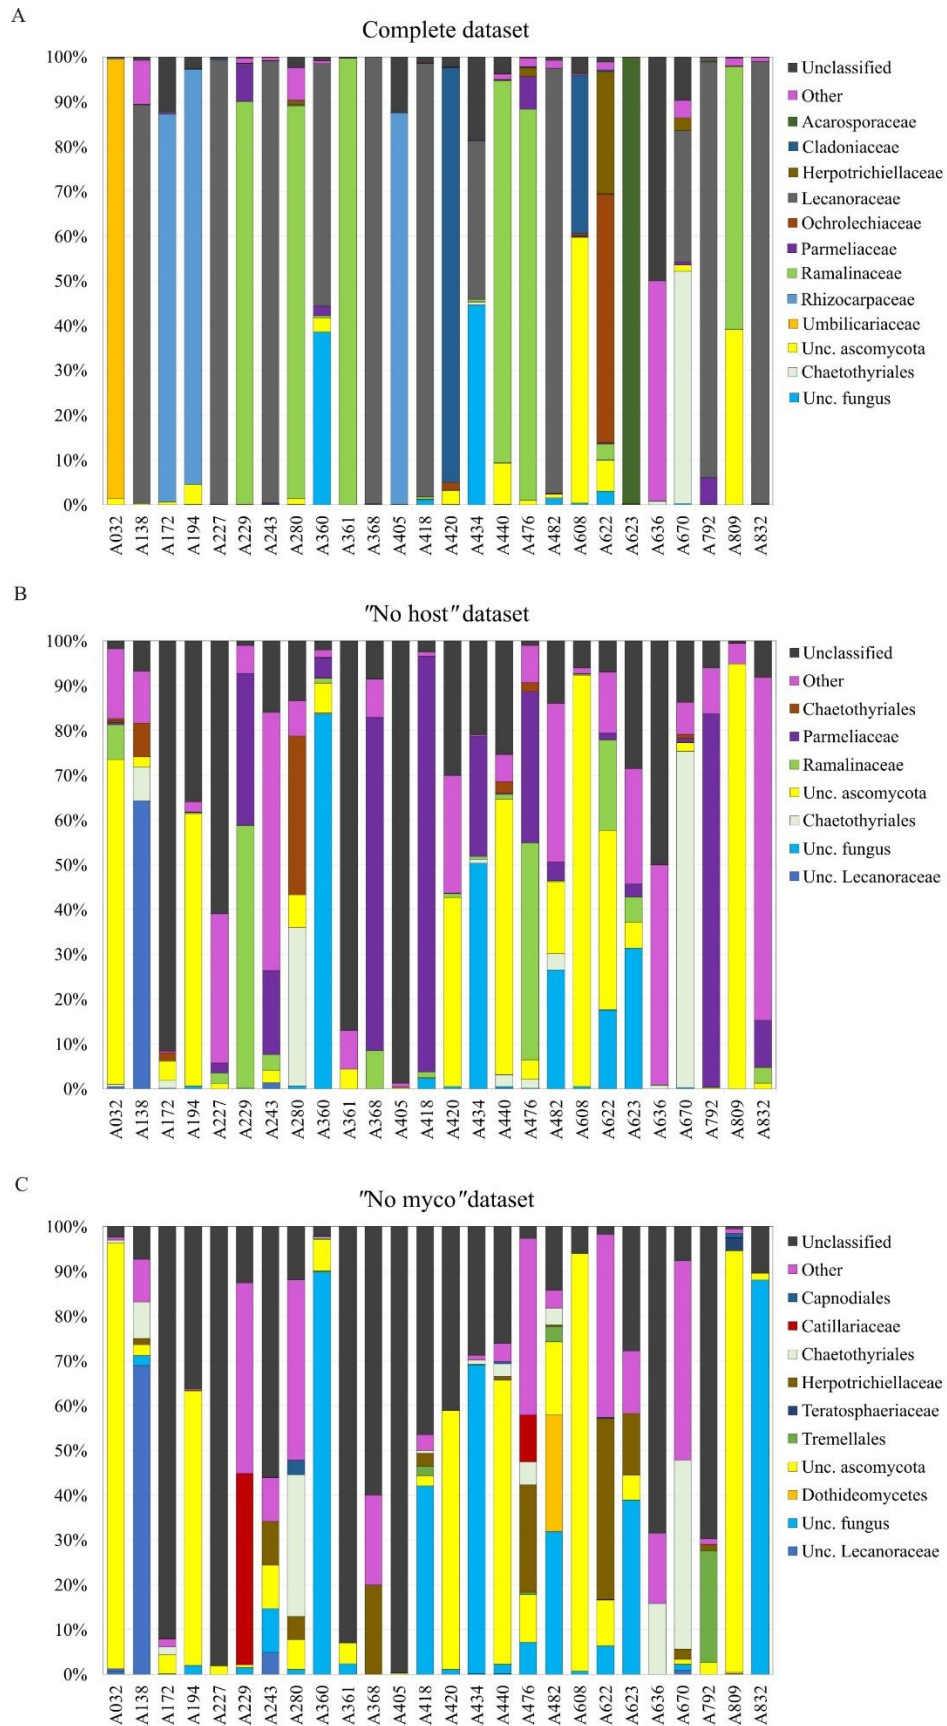 A
Complete dataset
100%
90%
80%
70%
60%
50%
40%
30%
20%
10%
0%
Unclassified
Other
Acarosporaceae
Cladoniaceae
Herpotrichiellaceae
Lecanoraceae
Ochrolechiaceae
Parmeliaceae
Ramalinaceae
Rhizocarpaceae
Umbilicariaceae
Unc. ascomycota
Chaetothyriales
Unc. fungus
A032 A138 A172 A194 A227 A229 A243 A280 A360 A361 A368 A405 A418 A420 A434 A440 A476 A482 A608 A622 A623 A636 A670 A792 A809 A832
B
"No host" dataset
100%
90%
80%
70%
60%
50%
40%
30%
20%
10%
0%
Unclassified
Other
Chaetothyriales
Parmeliaceae
Ramalinaceae
Unc. ascomycota
Chaetothyriales
Unc. fungus
Unc. Lecanoraceae
A032 A138 A172 A194 A227 A229 A243 A280 A360 A361 A368 A405 A418 A420 A434 A440 A476 A482 A608 A622 A623 A636 A670 A792 A809 A832
C
"No myco" dataset
100%
90%
80%
70%
60%
50%
40%
30%
20%
10%
0%
Unclassified
Other
Capnodiales
Catillariaceae
Chaetothyriales
Herpotrichiellaceae
Teratosphaeriaceae
Tremellales
Unc. ascomycota
Dothideomycetes
Unc. fungus
Unc. Lecanoraceae
A032 A138 A172 A194 A227 A229 A243 A280 A360 A361 A368 A405 A418 A420 A434 A440 A476 A482 A608 A622 A623 A636 A670 A792 A809 A832